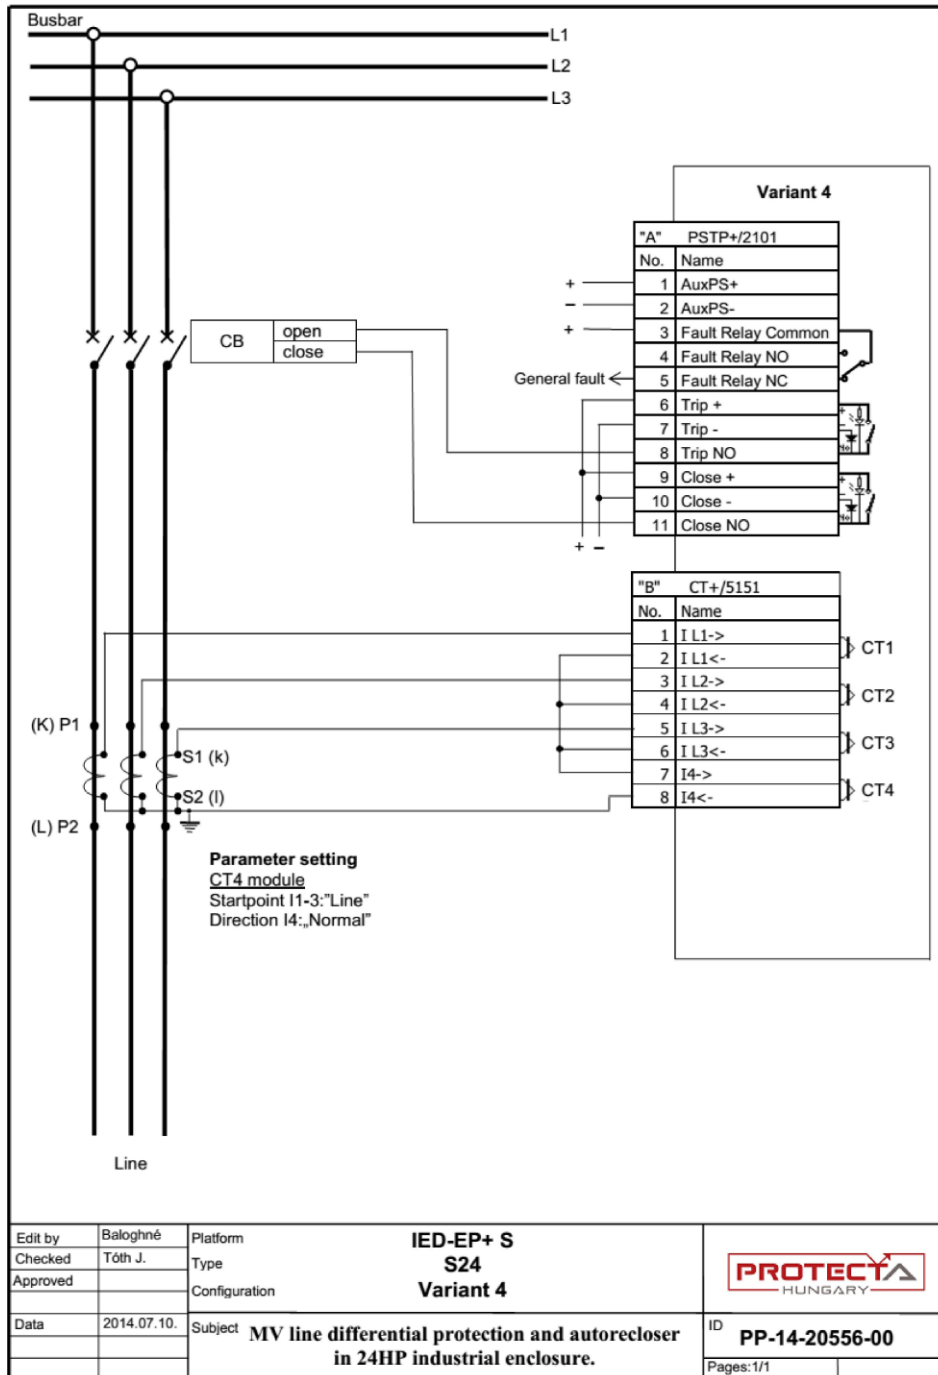 Busbar
L1
L2
L3
Variant 4
"A" PSTP+/2101
No. Name
+ 1 AuxPS+
− 2 AuxPS-
+ 3 Fault Relay Common
4 Fault Relay NO
General fault 5 Fault Relay NC
6 Trip +
7 Trip -
8 Trip NO
9 Close +
10 Close -
11 Close NO
+ −
CB open
close
"B" CT+/5151
No. Name
1 I L1->
2 I L1<-
CT1
3 I L2->
4 I L2<-
CT2
5 I L3->
6 I L3<-
CT3
7 I4->
8 I4<-
CT4
(K) P1
S1 (k)
S2 (l)
(L) P2
Parameter setting
CT4 module
Startpoint I1-3:"Line"
Direction I4:„Normal"
Line
Edit by Baloghné
Checked Tóth J.
Approved
Data 2014.07.10.
Platform IED-EP+ S
Type S24
Configuration Variant 4
Subject MV line differential protection and autorecloser
in 24HP industrial enclosure.
PROTECTA
HUNGARY
ID PP-14-20556-00
Pages:1/1